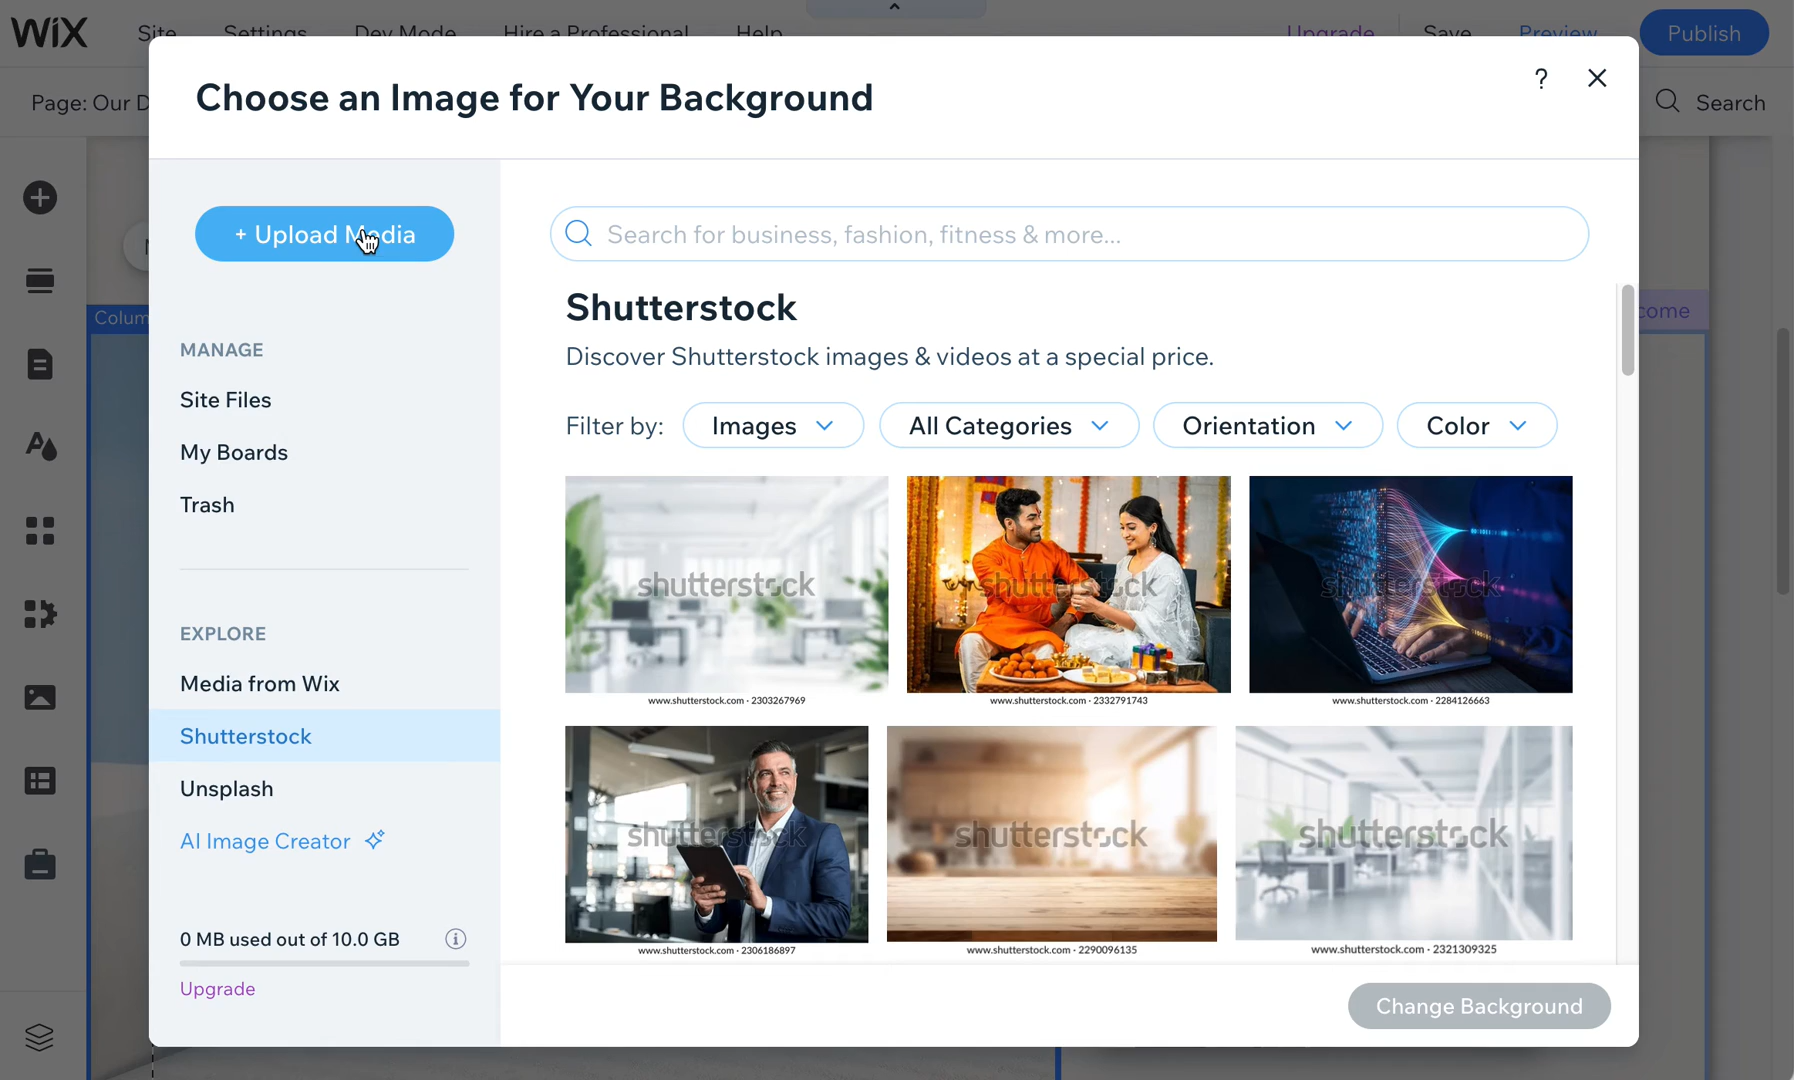 WiX
Site Settings Dev Mode Hire a Professional Help Upgrade Save Preview Publish
Page: Our D
Search
Choose an Image for Your Background
?
+ Upload Media
Search for business, fashion, fitness & more...
Colum
come
MANAGE
Site Files
My Boards
Trash
EXPLORE
Media from Wix
Shutterstock
Unsplash
AI Image Creator
0 MB used out of 10.0 GB
Upgrade
Shutterstock
Discover Shutterstock images & videos at a special price.
Filter by: Images All Categories Orientation Color
shutterstock
shutterstock
shutterstock
www.shutterstock.com · 2303267969
www.shutterstock.com · 2332791743
www.shutterstock.com · 2284126663
shutterstock
shutterstock
shutterstock
www.shutterstock.com · 2306186897
www.shutterstock.com · 2290096135
www.shutterstock.com · 2321309325
Change Background